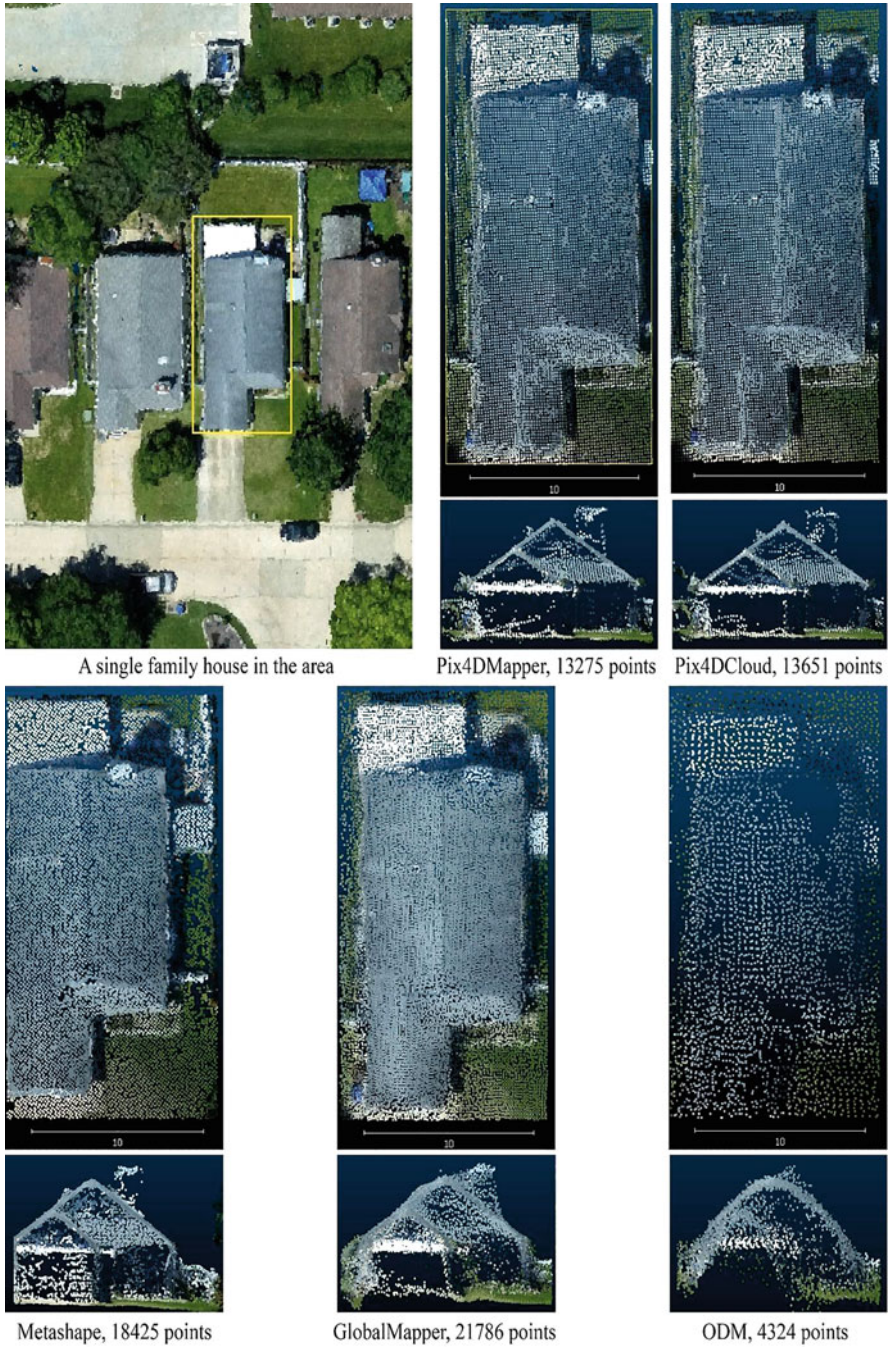 10
10
A single family house in the area
Pix4DMapper, 13275 points
Pix4DCloud, 13651 points
10
10
10
Metashape, 18425 points
GlobalMapper, 21786 points
ODM, 4324 points